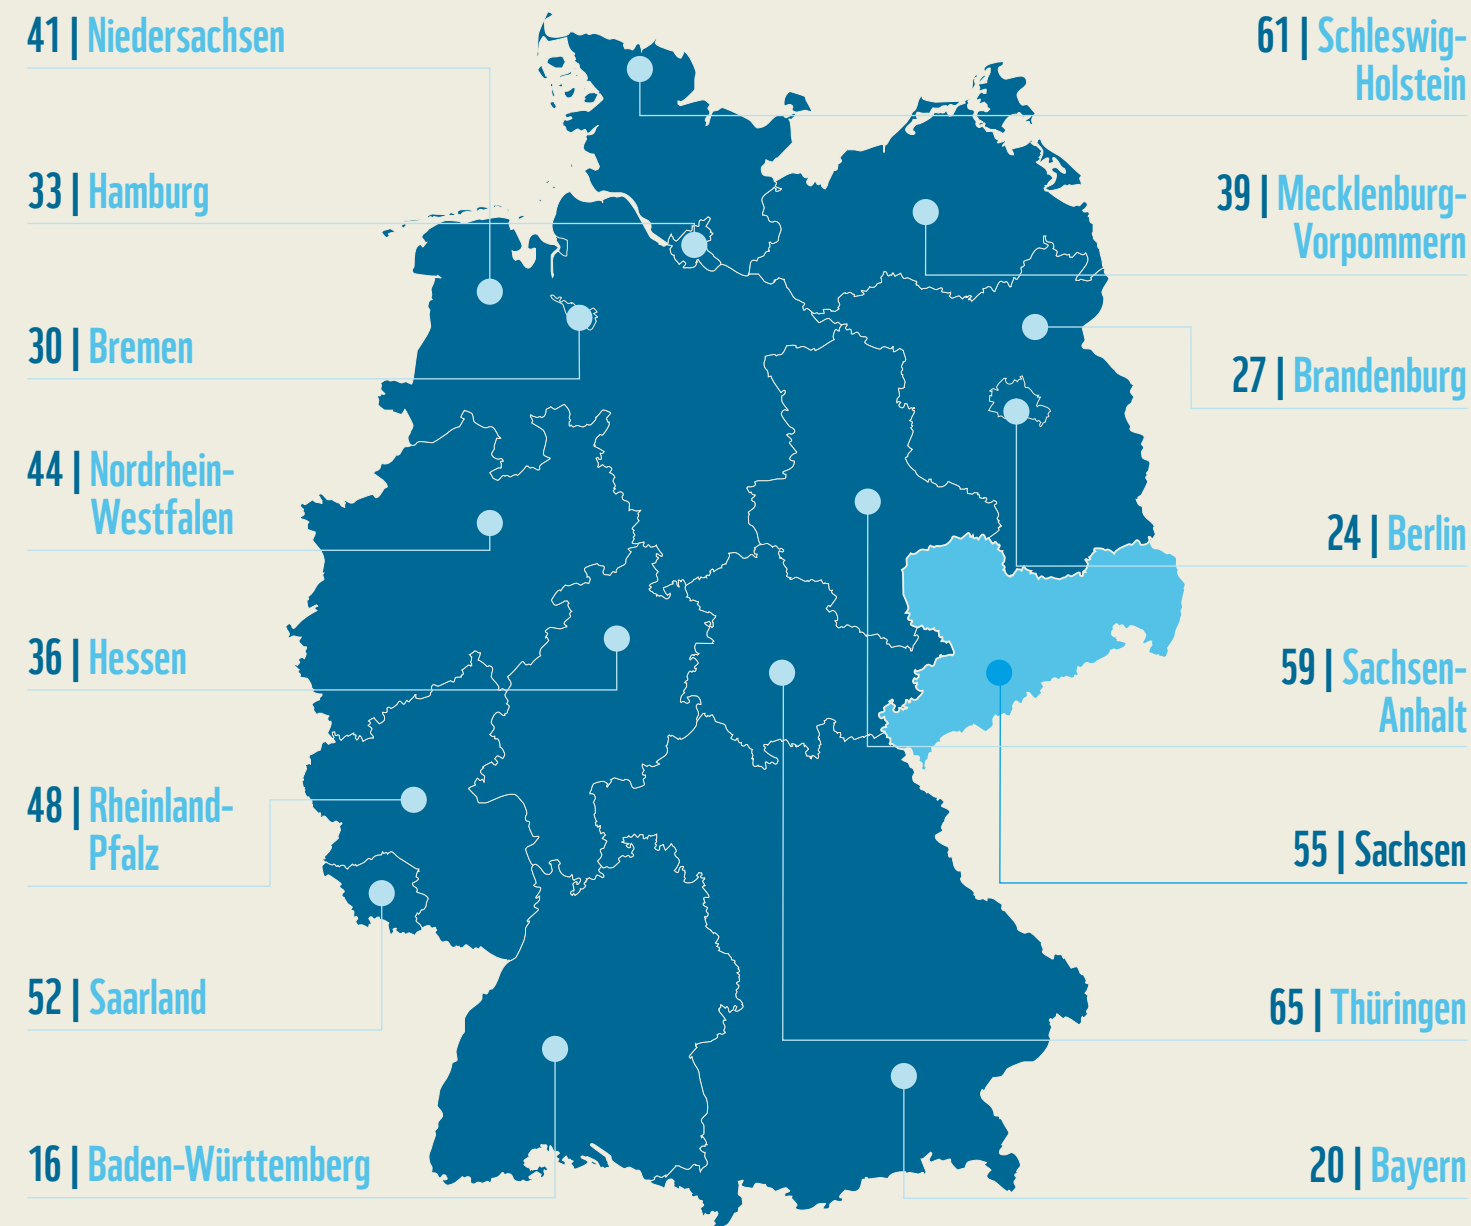 41 | Niedersachsen
33 | Hamburg
30 | Bremen
44 | Nordrhein-
Westfalen
36 | Hessen
48 | Rheinland-
Pfalz
52 | Saarland
16 | Baden-Württemberg
61 | Schleswig-
Holstein
39 | Mecklenburg-
Vorpommern
27 | Brandenburg
24 | Berlin
59 | Sachsen-
Anhalt
55 | Sachsen
65 | Thüringen
20 | Bayern